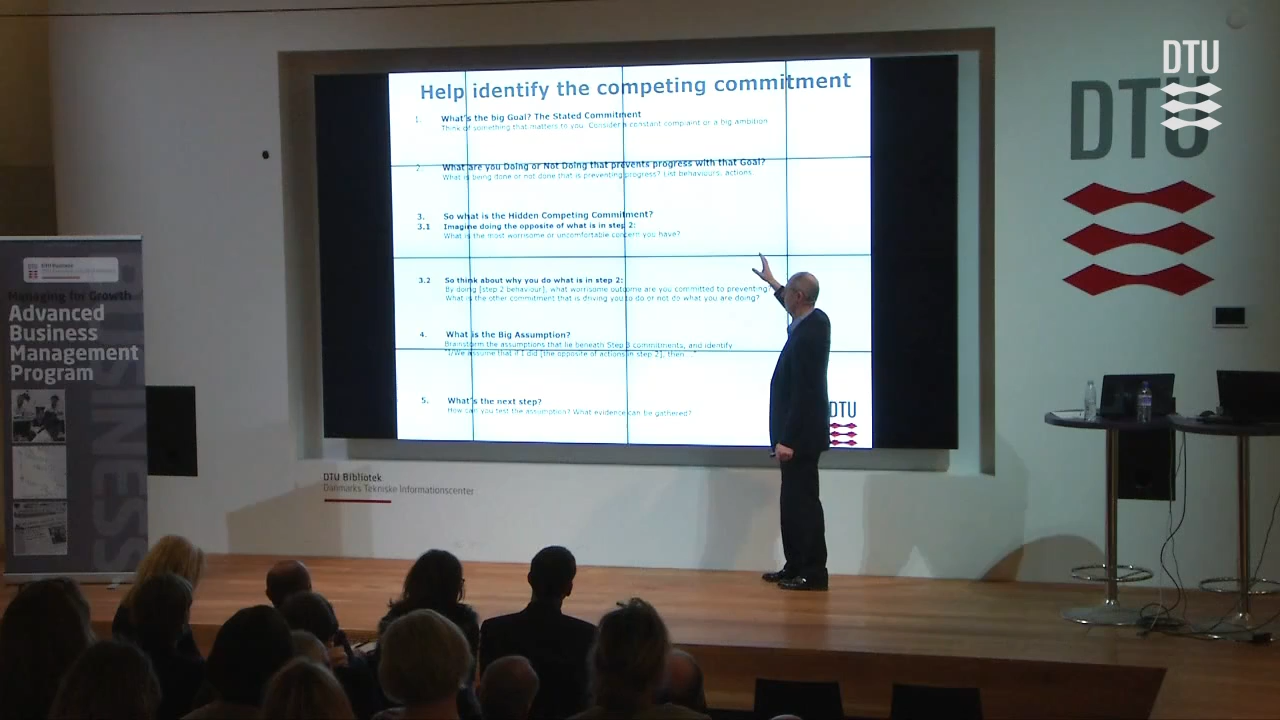 Help identify the competing commitment
1. What's the big Goal? The Stated Commitment
Think of something that matters to you. Consider a constant complaint or a big ambition
2. What are you Doing or Not Doing that prevents progress with that Goal?
What is being done or not done that is preventing progress? List behaviours, actions
3. So what is the Hidden Competing Commitment?
3.1 Imagine doing the opposite of what is in step 2:
What is the most worrisome or uncomfortable concern you have?
3.2 So think about why you do what is in step 2:
By doing [step 2 behaviour], what worrisome outcome are you committed to preventing?
What is the other commitment that is driving you to do or not do what you are doing?
4. What is the Big Assumption?
Brainstorm the assumptions that lie beneath Step 3 commitments, and identify
"I/We assume that if I did [the opposite of actions in step 2], then ..."
5. What's the next step?
How can you test the assumption? What evidence can be gathered?
DTU
DTU
DTU
DTU Bibliotek
Danmarks Tekniske Informationscenter
DTU Business
Managing for Growth
Advanced
Business
Management
Program
BUSINESS